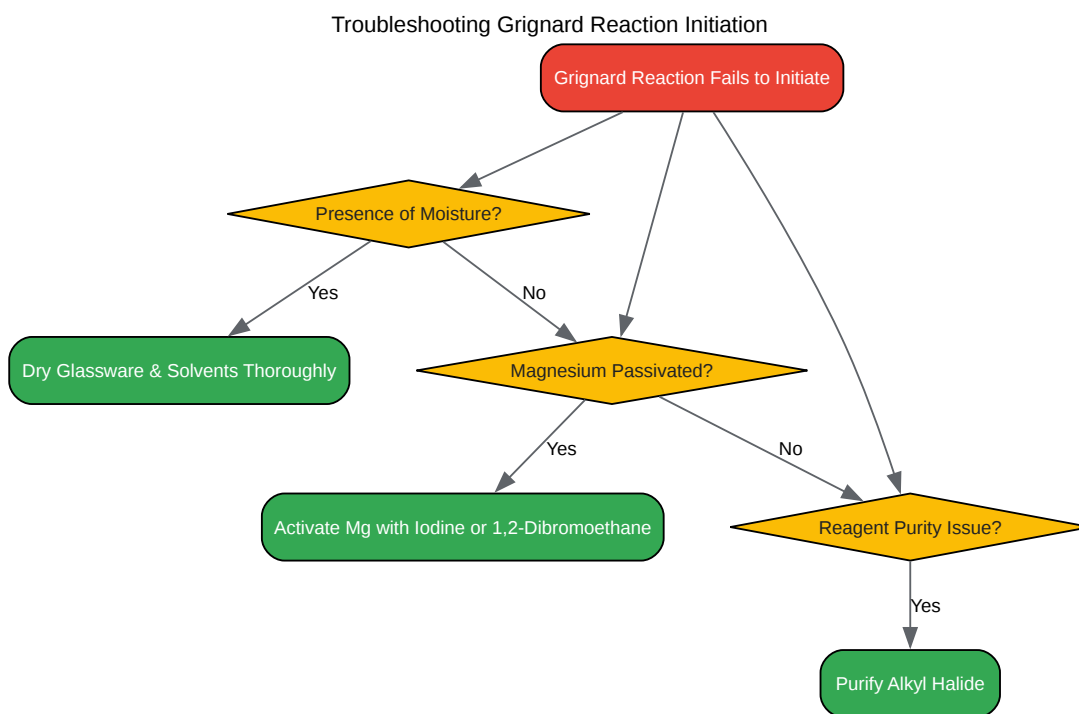 Troubleshooting Grignard Reaction Initiation
Grignard Reaction Fails to Initiate
Presence of Moisture?
Yes
No
Dry Glassware & Solvents Thoroughly
Magnesium Passivated?
Yes
No
Activate Mg with Iodine or 1,2-Dibromoethane
Reagent Purity Issue?
Yes
Purify Alkyl Halide